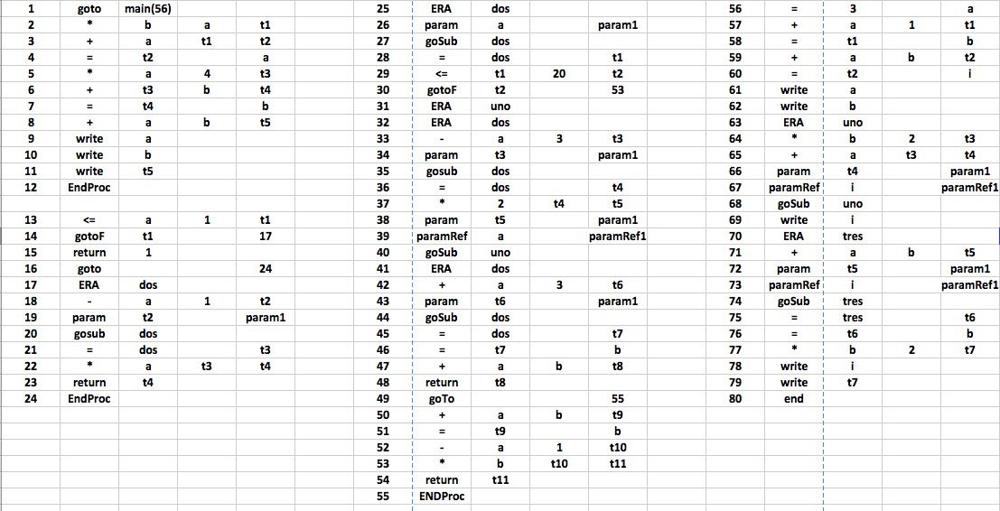 1 goto main(56)
2 * b a t1
3 + a t1 t2
4 = t2 a
5 * a 4 t3
6 + t3 b t4
7 = t4 b
8 + a b t5
9 write a
10 write b
11 write t5
12 EndProc
13 <= a 1 t1
14 gotoF t1 17
15 return 1
16 goto 24
17 ERA dos
18 - a 1 t2
19 param t2 param1
20 gosub dos
21 = dos t3
22 * a t3 t4
23 return t4
24 EndProc
25 ERA dos
26 param a param1
27 goSub dos
28 = dos t1
29 <= t1 20 t2
30 gotoF t2 53
31 ERA uno
32 ERA dos
33 - a 3 t3
34 param t3 param1
35 gosub dos
36 = dos t4
37 * 2 t4 t5
38 param t5 param1
39 paramRef a paramRef1
40 goSub uno
41 ERA dos
42 + a 3 t6
43 param t6 param1
44 goSub dos
45 = dos t7
46 = t7 b
47 + a b t8
48 return t8
49 goTo 55
50 + a b t9
51 = t9 b
52 - a 1 t10
53 * b t10 t11
54 return t11
55 ENDProc
56 = 3 a
57 + a 1 t1
58 = t1 b
59 + a b t2
60 = t2 i
61 write a
62 write b
63 ERA uno
64 * b 2 t3
65 + a t3 t4
66 param t4 param1
67 paramRef i paramRef1
68 goSub uno
69 write i
70 ERA tres
71 + a b t5
72 param t5 param1
73 paramRef i paramRef1
74 goSub tres
75 = tres t6
76 = t6 b
77 * b 2 t7
78 write i
79 write t7
80 end